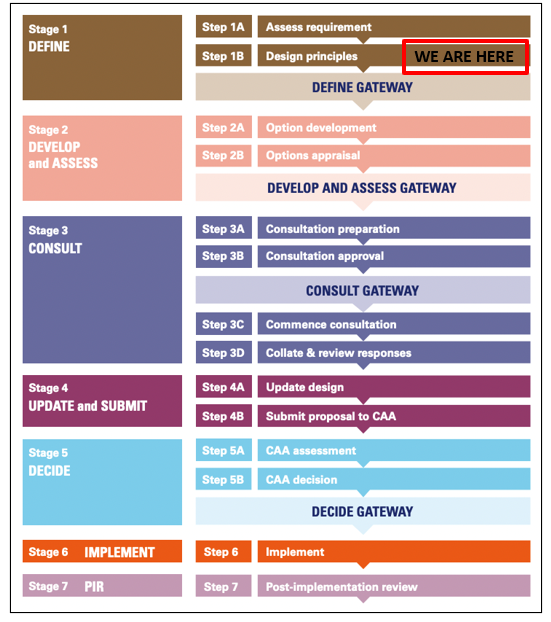 Stage 1
DEFINE
Step 1A Assess requirement
Step 1B Design principles WE ARE HERE
DEFINE GATEWAY
Stage 2
DEVELOP
and ASSESS
Step 2A Option development
Step 2B Options appraisal
DEVELOP AND ASSESS GATEWAY
Stage 3
CONSULT
Step 3A Consultation preparation
Step 3B Consultation approval
CONSULT GATEWAY
Step 3C Commence consultation
Step 3D Collate & review responses
Stage 4
UPDATE and SUBMIT
Step 4A Update design
Step 4B Submit proposal to CAA
Stage 5
DECIDE
Step 5A CAA assessment
Step 5B CAA decision
DECIDE GATEWAY
Stage 6 IMPLEMENT
Step 6 Implement
Stage 7 PIR
Step 7 Post-implementation review